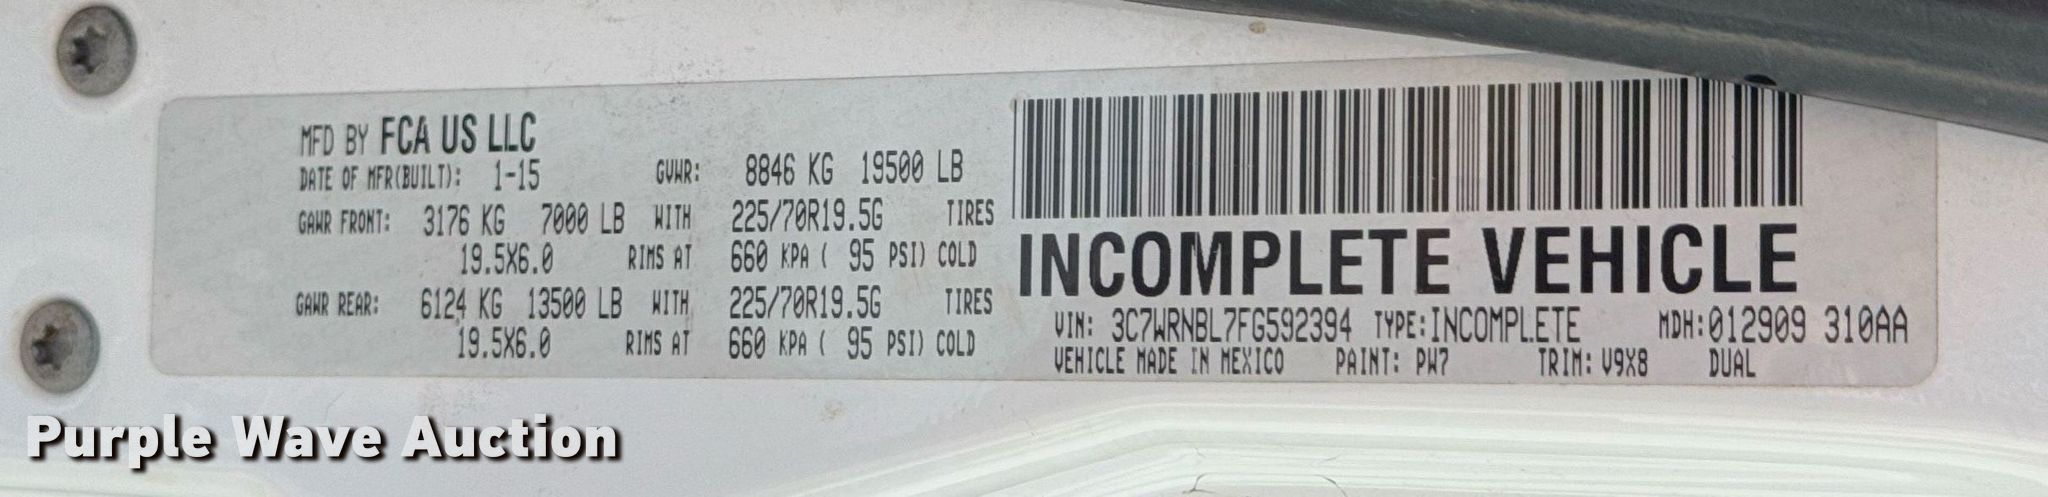 MFD BY FCA US LLC
DATE OF MFR(BUILT): 1-15 GVWR: 8846 KG 19500 LB
GAWR FRONT: 3176 KG 7000 LB WITH 225/70R19.5G TIRES
19.5X6.0 RIMS AT 660 KPA ( 95 PSI) COLD
GAWR REAR: 6124 KG 13500 LB WITH 225/70R19.5G TIRES
19.5X6.0 RIMS AT 660 KPA ( 95 PSI) COLD
INCOMPLETE VEHICLE
VIN: 3C7WRNBL7FG592394 TYPE:INCOMPLETE MDH:012909 310AA
VEHICLE MADE IN MEXICO PAINT: PW7 TRIM: V9X8 DUAL
Purple Wave Auction